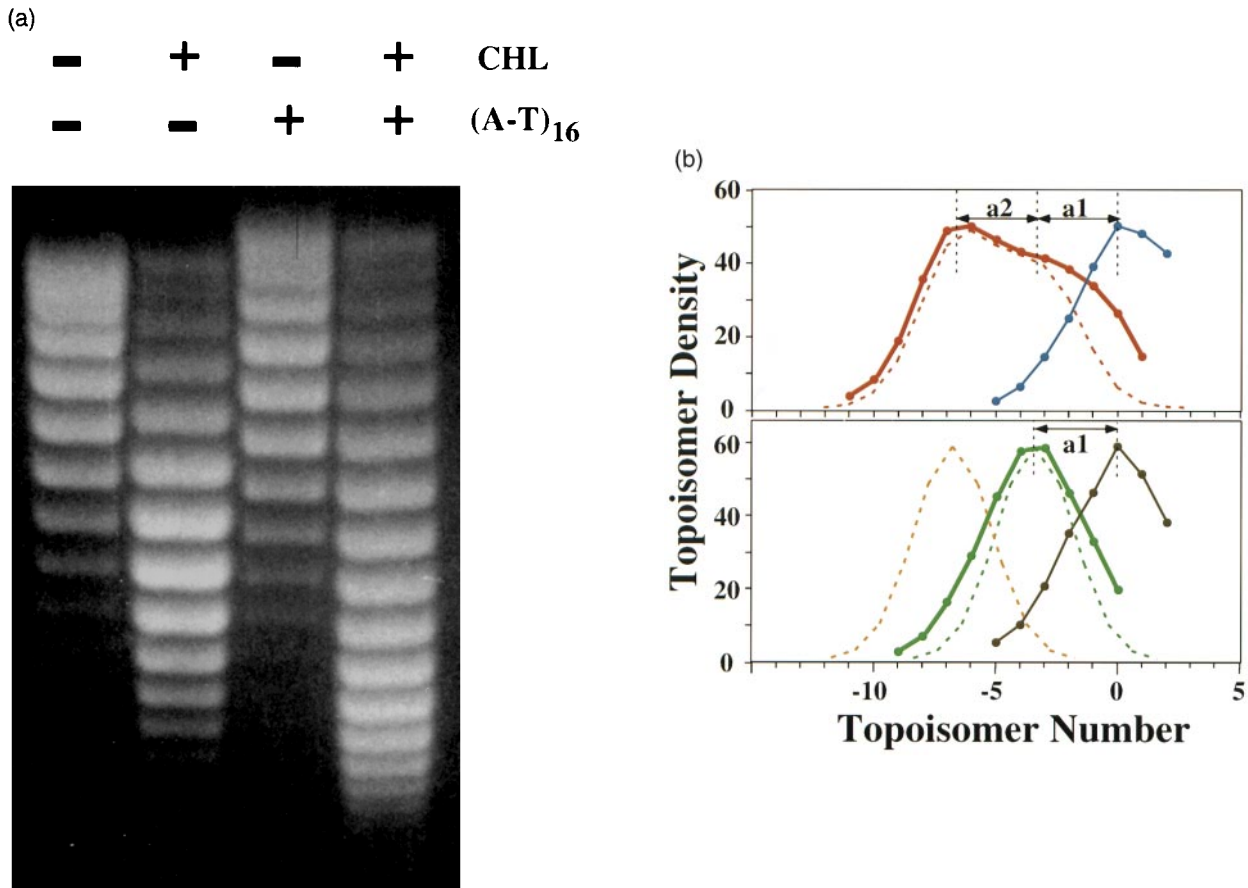 (a)
- + - + CHL
- - + + (A-T)16
(b)
60
a2 a1
40
20
0
60
a1
40
20
0
-10 -5 0 5
Topoisomer Density
Topoisomer Number